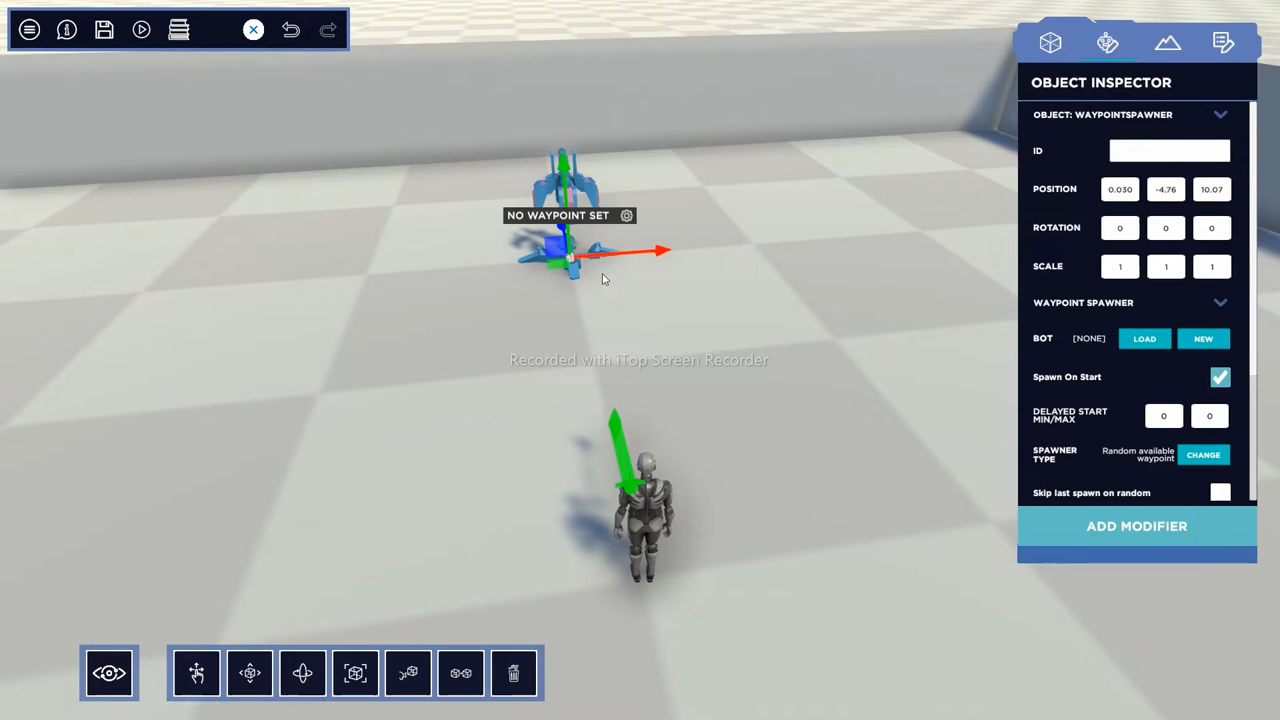 OBJECT INSPECTOR
OBJECT: WAYPOINTSPAWNER
ID
POSITION 0.030 -4.76 10.07
ROTATION 0 0 0
SCALE 1 1 1
WAYPOINT SPAWNER
BOT [NONE] LOAD NEW
Spawn On Start
DELAYED START
MIN/MAX 0 0
SPAWNER
TYPE Random available
waypoint CHANGE
Skip last spawn on random
ADD MODIFIER
NO WAYPOINT SET
Recorded with iTop Screen Recorder